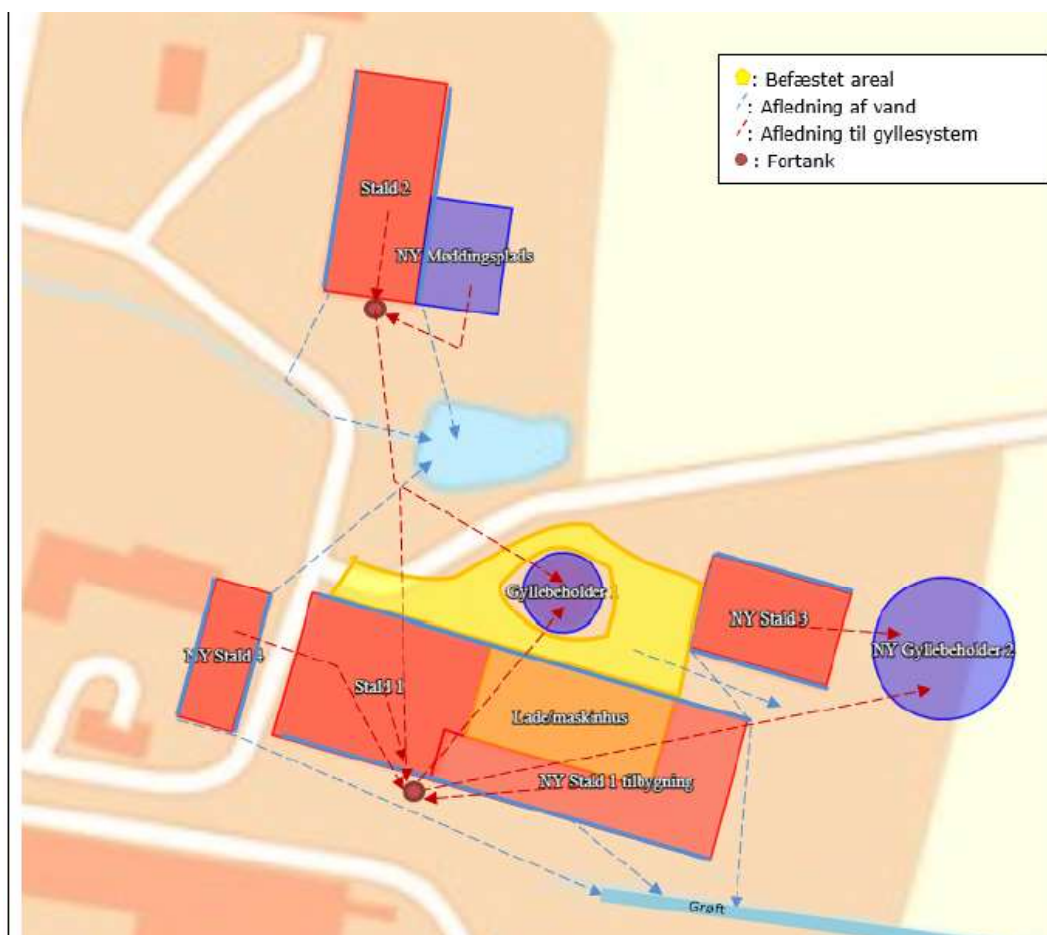 : Befæstet areal
: Afledning af vand
: Afledning til gyllesystem
: Fortank
Stald 2
NY Møddingsplads
Gyllebeholder 1
NY Stald 3
NY Gyllebeholder 2
NY Stald 4
Stald 1
Lade/maskinhus
NY Stald 1 tilbygning
Grøft